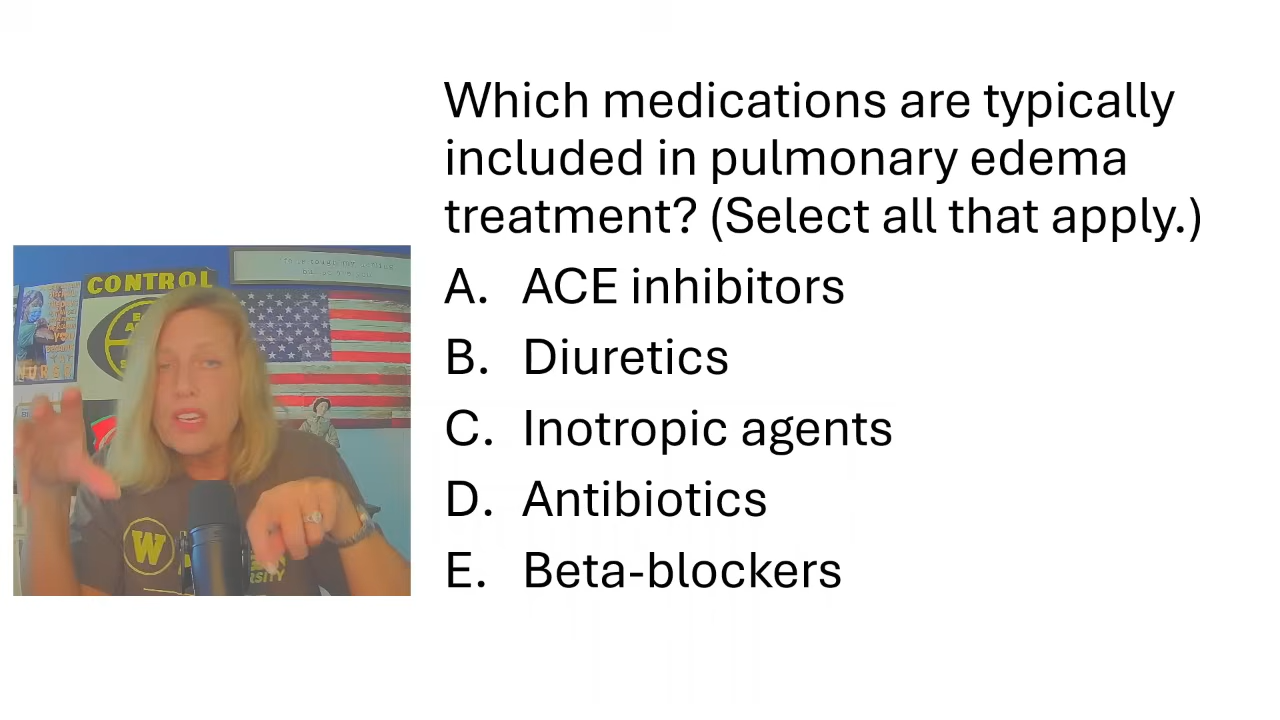 Which medications are typically
included in pulmonary edema
treatment? (Select all that apply.)
A. ACE inhibitors
B. Diuretics
C. Inotropic agents
D. Antibiotics
E. Beta-blockers
CONTROL
W